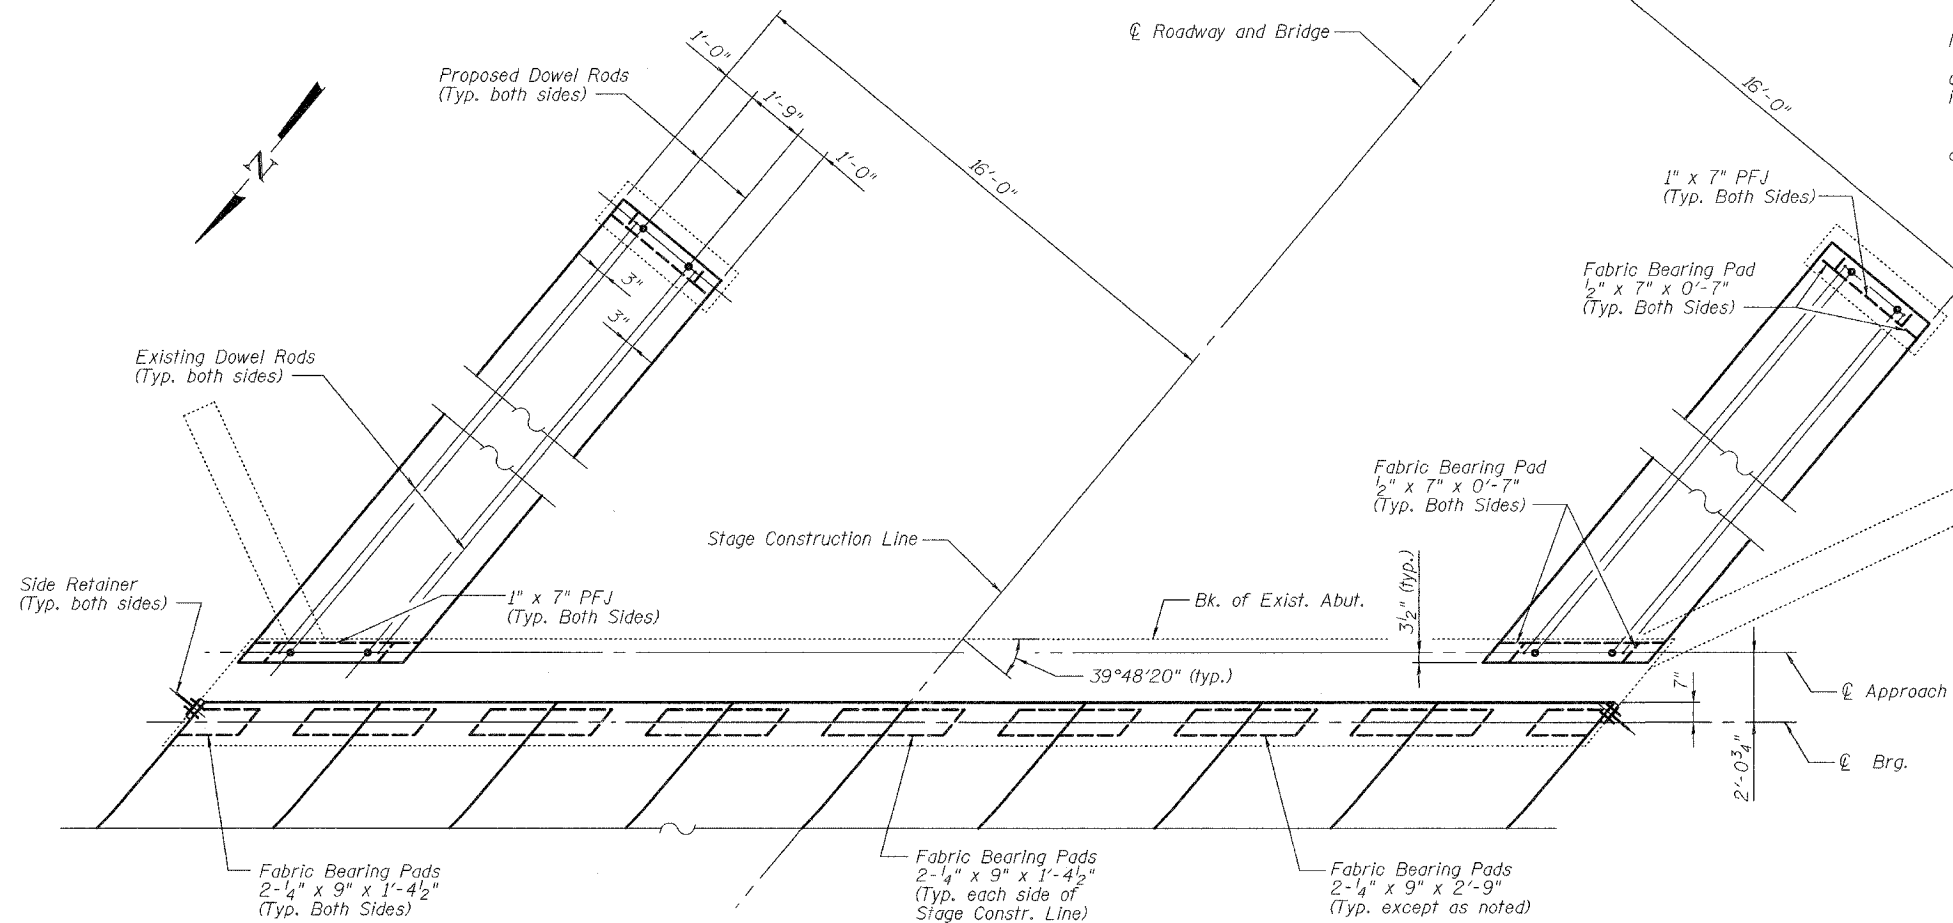 ℄ Roadway and Bridge
1'-0"
Proposed Dowel Rods
(Typ. both sides)
1'-9"
1'-0"
16'-0"
16'-0"
N
1" x 7" PFJ
(Typ. Both Sides)
Fabric Bearing Pad
½" x 7" x 0'-7"
(Typ. Both Sides)
3"
3"
Existing Dowel Rods
(Typ. both sides)
Fabric Bearing Pad
½" x 7" x 0'-7"
(Typ. Both Sides)
Stage Construction Line
3½" (typ.)
Side Retainer
(Typ. both sides)
1" x 7" PFJ
(Typ. Both Sides)
Bk. of Exist. Abut.
39°48'20" (typ.)
7"
℄ Approach
2'-0¾"
℄ Brg.
Fabric Bearing Pads
2-¼" x 9" x 1'-4½"
(Typ. Both Sides)
Fabric Bearing Pads
2-¼" x 9" x 1'-4½"
(Typ. each side of
Stage Constr. Line)
Fabric Bearing Pads
2-¼" x 9" x 2'-9"
(Typ. except as noted)